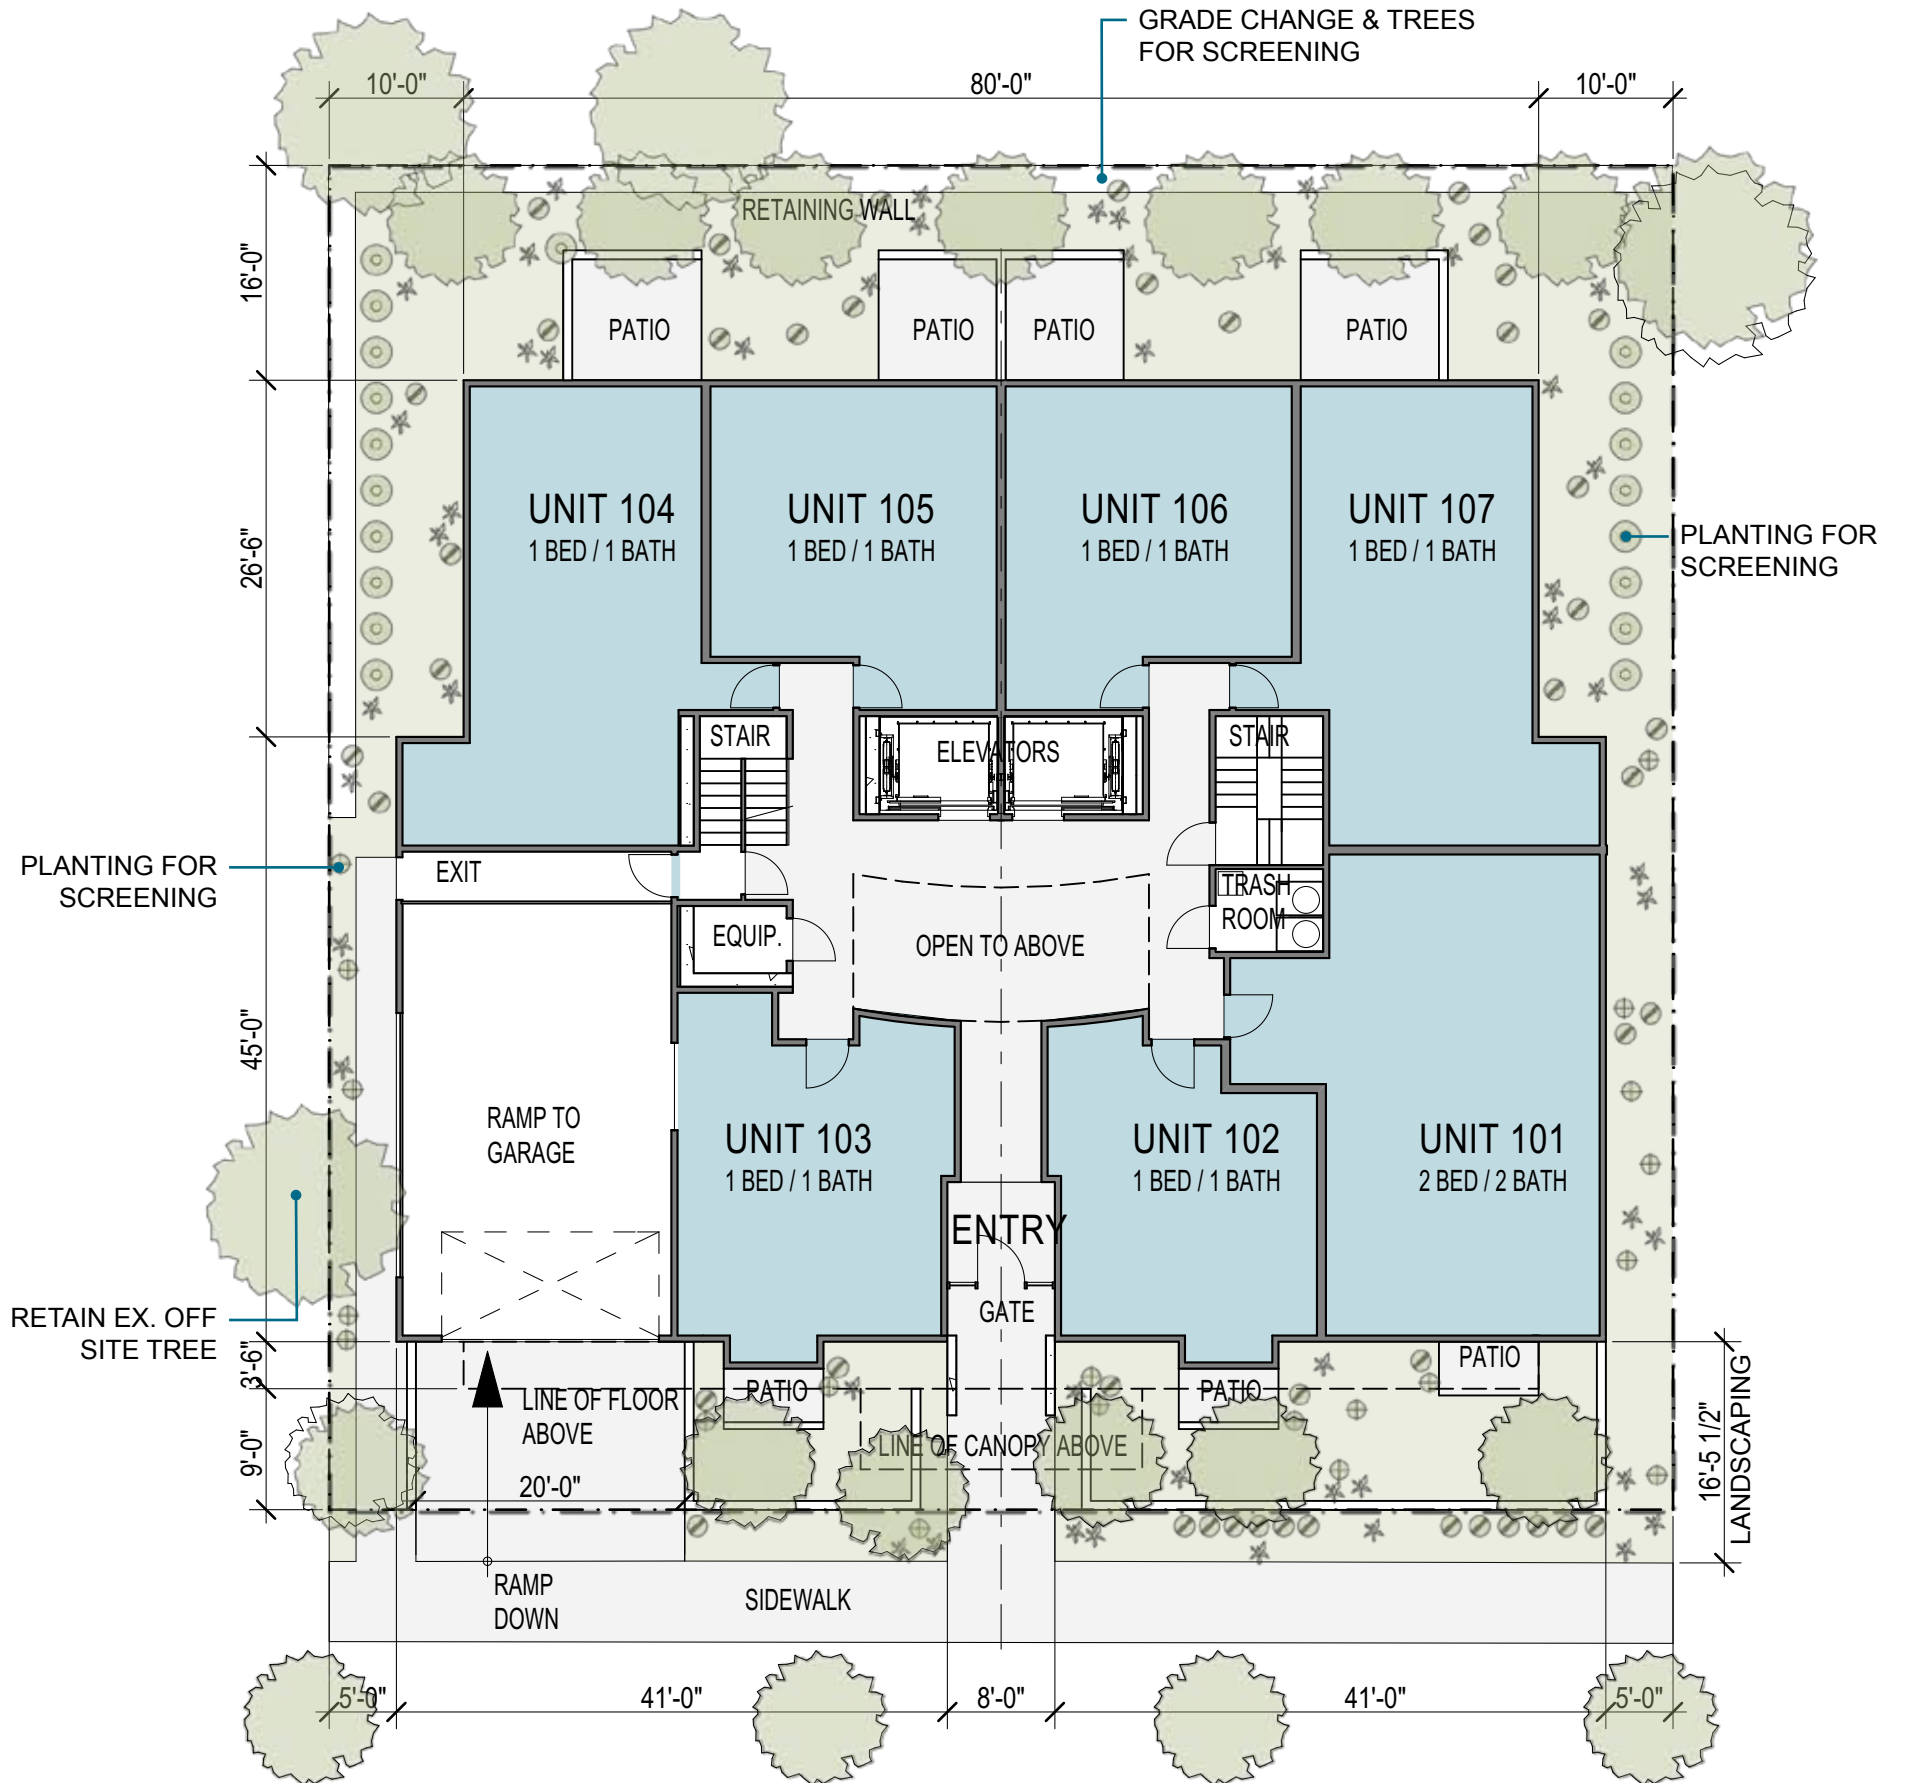 GRADE CHANGE & TREES
FOR SCREENING
10'-0"
80'-0"
10'-0"
RETAINING WALL
16'-0"
PATIO
PATIO
PATIO
PATIO
UNIT 104
1 BED / 1 BATH
UNIT 105
1 BED / 1 BATH
UNIT 106
1 BED / 1 BATH
UNIT 107
1 BED / 1 BATH
26'-6"
PLANTING FOR
SCREENING
STAIR
ELEVATORS
STAIR
PLANTING FOR
SCREENING
EXIT
TRASH
ROOM
EQUIP.
OPEN TO ABOVE
45'-0"
RAMP TO
GARAGE
UNIT 103
1 BED / 1 BATH
UNIT 102
1 BED / 1 BATH
UNIT 101
2 BED / 2 BATH
ENTRY
GATE
RETAIN EX. OFF
SITE TREE
3'-6"
PATIO
PATIO
PATIO
LINE OF FLOOR
ABOVE
LINE OF CANOPY ABOVE
9'-0"
20'-0"
16'-5 1/2"
LANDSCAPING
RAMP
DOWN
SIDEWALK
5'-0"
41'-0"
8'-0"
41'-0"
5'-0"